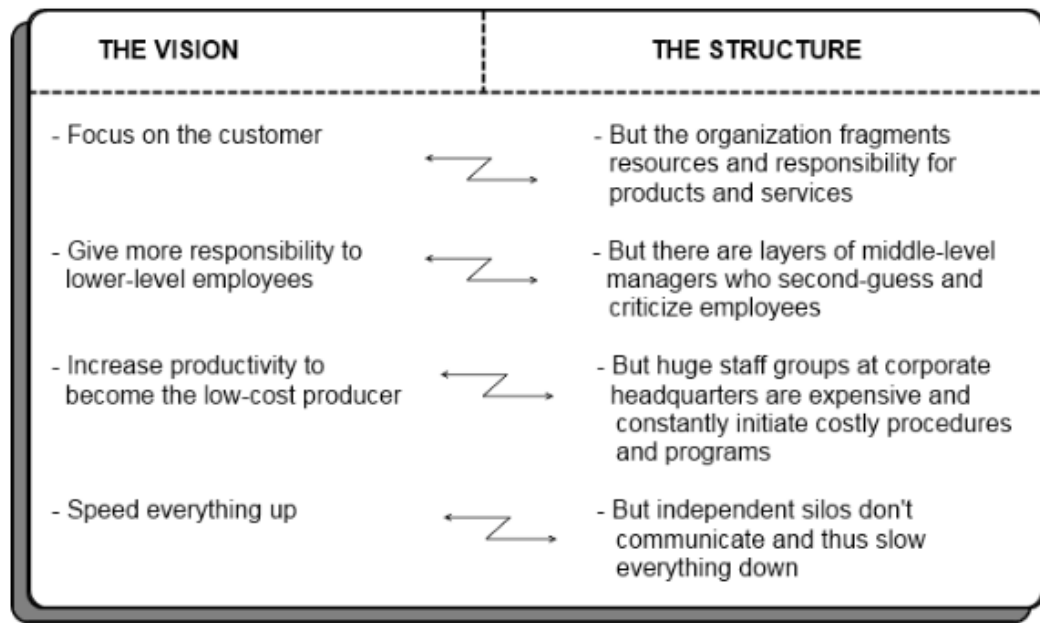 THE VISION
THE STRUCTURE
- Focus on the customer
- But the organization fragments
resources and responsibility for
products and services
- Give more responsibility to
lower-level employees
- But there are layers of middle-level
managers who second-guess and
criticize employees
- Increase productivity to
become the low-cost producer
- But huge staff groups at corporate
headquarters are expensive and
constantly initiate costly procedures
and programs
- Speed everything up
- But independent silos don't
communicate and thus slow
everything down